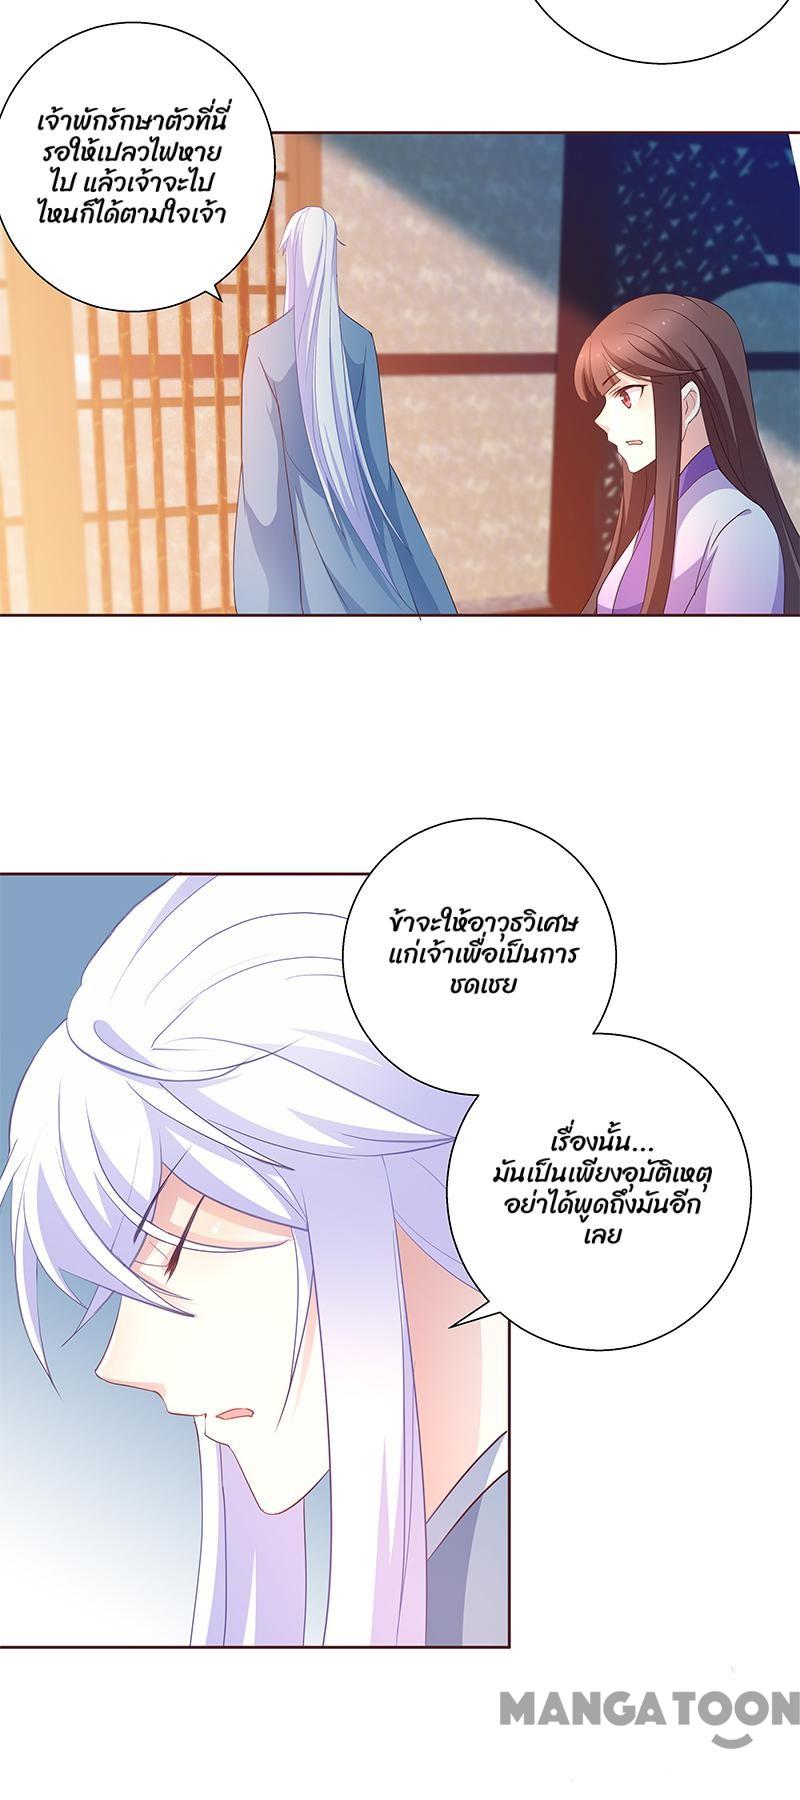 เจ้าพักรักษาตัวที่นี่
รอให้เปลวไฟหาย
ไป แล้วเจ้าจะไป
ไหนก็ได้ตามใจเจ้า
ข้าจะให้อาวุธวิเศษ
แก่เจ้าเพื่อเป็นการ
ชดเชย
เรื่องนั้น...
มันเป็นเพียงอุบัติเหตุ
อย่าได้พูดถึงมันอีก
เลย
MANGATOON